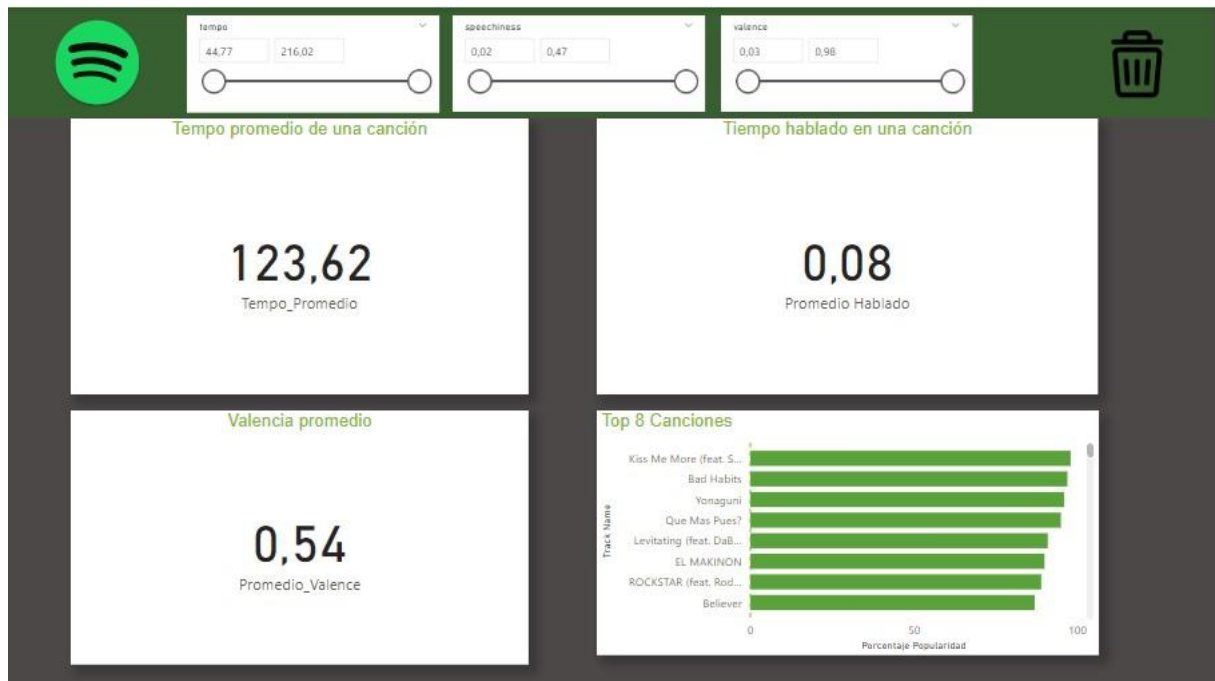 tempo
44,77 216,02
speechiness
0,02 0,47
valence
0,03 0,98
Tempo promedio de una canción
123,62
Tempo_Promedio
Tiempo hablado en una canción
0,08
Promedio Hablado
Valencia promedio
0,54
Promedio_Valence
Top 8 Canciones
Track Name
Kiss Me More (feat. S...
Bad Habits
Yonaguni
Que Mas Pues?
Levitating (feat. DaB...
EL MAKINON
ROCKSTAR (feat. Rod...
Believer
0 50 100
Porcentaje Popularidad